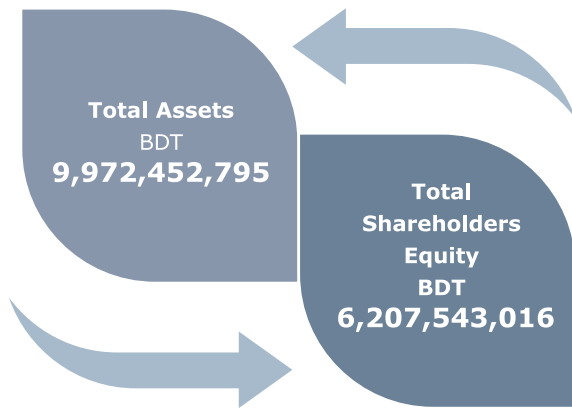 Total Assets
BDT
9,972,452,795
Total
Shareholders
Equity
BDT
6,207,543,016